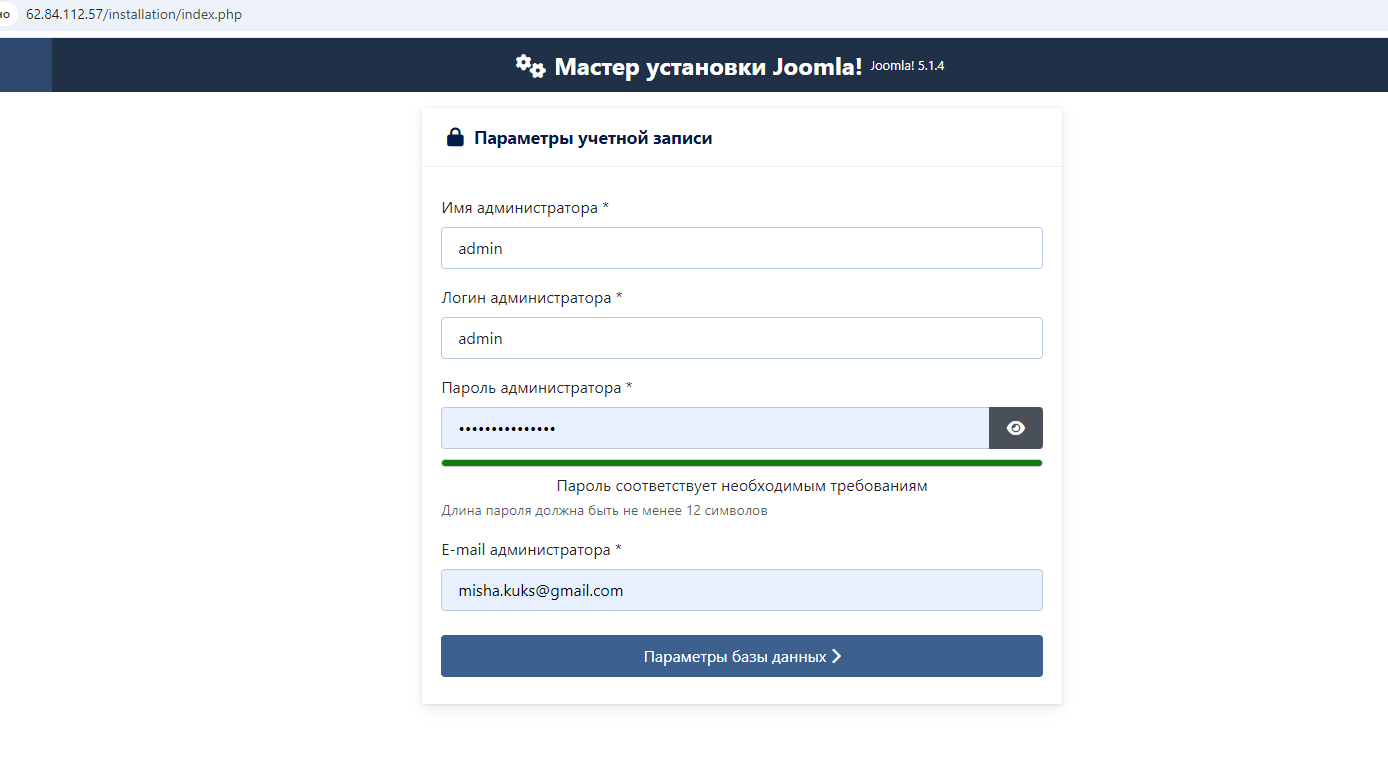 но 62.84.112.57/installation/index.php
Мастер установки Joomla! Joomla! 5.1.4
Параметры учетной записи
Имя администратора *
admin
Логин администратора *
admin
Пароль администратора *
•••••••••••••••
Пароль соответствует необходимым требованиям
Длина пароля должна быть не менее 12 символов
E-mail администратора *
misha.kuks@gmail.com
Параметры базы данных